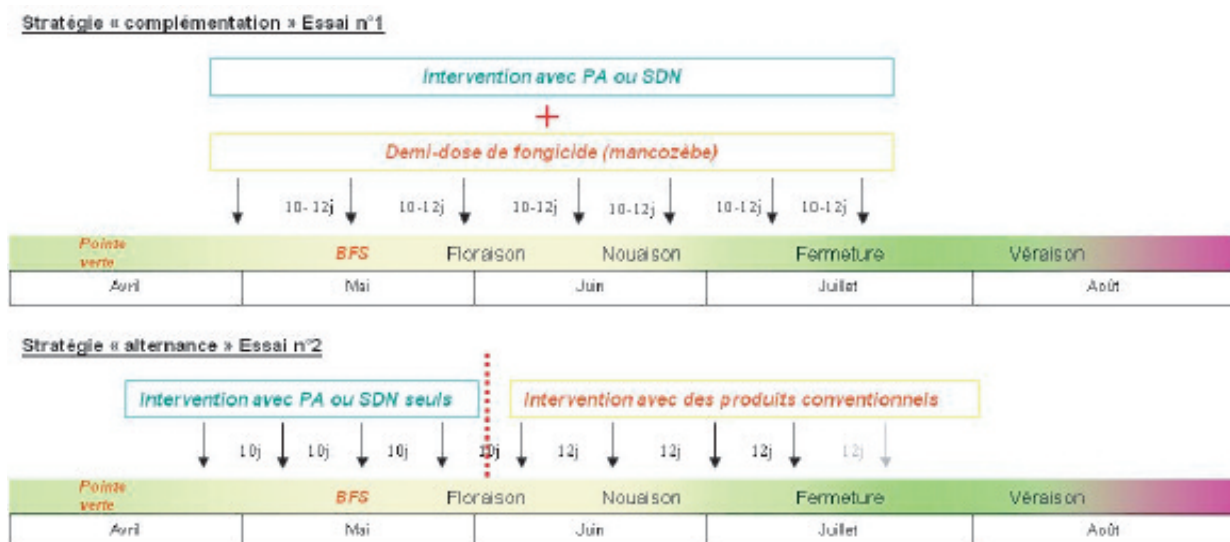 Stratégie « complémentation » Essai n°1
Intervention avec PA ou SDN
+
Demi-dose de fongicide (mancozèbe)
10-12j 10-12j 10-12j 10-12j 10-12j 10-12j
Pointe verte BFS Floraison Nouaison Fermeture Véraison
Avril Mai Juin Juillet Août
Stratégie « alternance » Essai n°2
Intervention avec PA ou SDN seuls Intervention avec des produits conventionnels
10j 10j 10j 10j 12j 12j 12j 12j
Pointe verte BFS Floraison Nouaison Fermeture Véraison
Avril Mai Juin Juillet Août